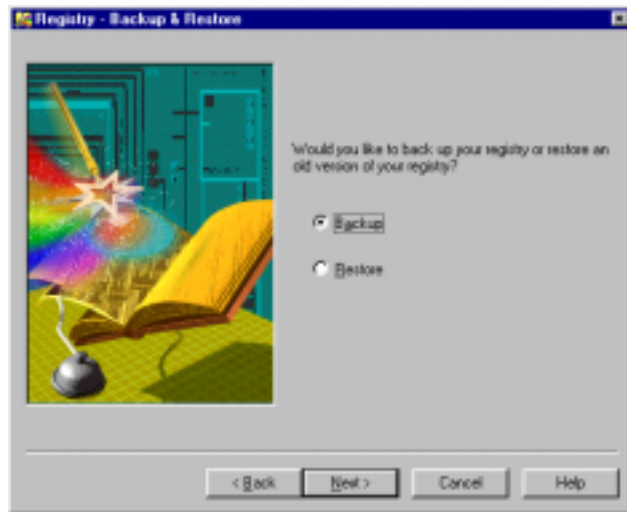 Registry - Backup & Restore
Would you like to back up your registry or restore an
old version of your registry?
Backup
Restore
< Back
Next >
Cancel
Help